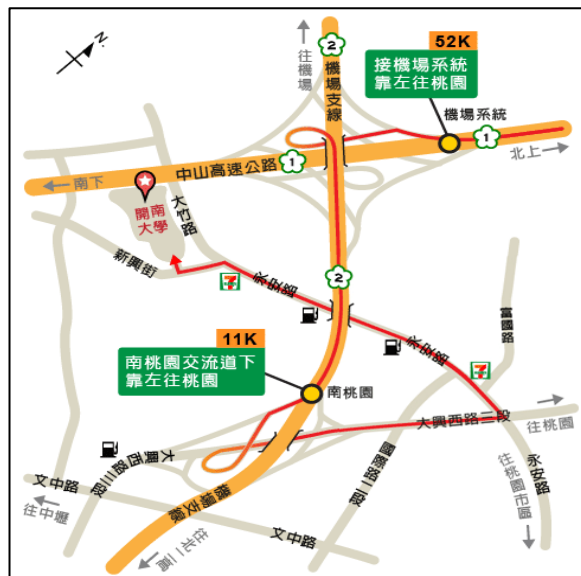 N.
2
往機場
機場支線
52K
接機場系統
靠左往桃園
機場系統
1
北上
中山高速公路
1
南下
開南
大學
大竹路
新興街
2
7
永安路
11K
南桃園交流道下
靠左往桃園
南桃園
永安路
富國路
7
大興西路二段
往桃園
大興西路三段
文中路
往中壢
國際路二段
永安路
往桃園市區
機場支線
文中路
往北二高